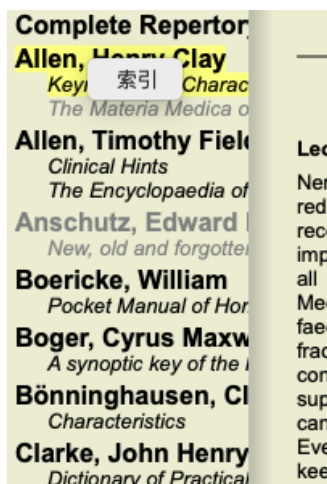 Complete Repertor
Allen, Henry Clay
索引
Charac
The Materia Medica o
Allen, Timothy Field
Clinical Hints
The Encyclopaedia of
Anschutz, Edward
New, old and forgotte
Boericke, William
Pocket Manual of Hor
Boger, Cyrus Maxw
A synoptic key of the
Bönninghausen, Cl
Characteristics
Clarke, John Henry
Dictionary of Practical
Lec
Ner
red
rec
imp
all
Me
fae
frac
con
sup
can
Eve
kee